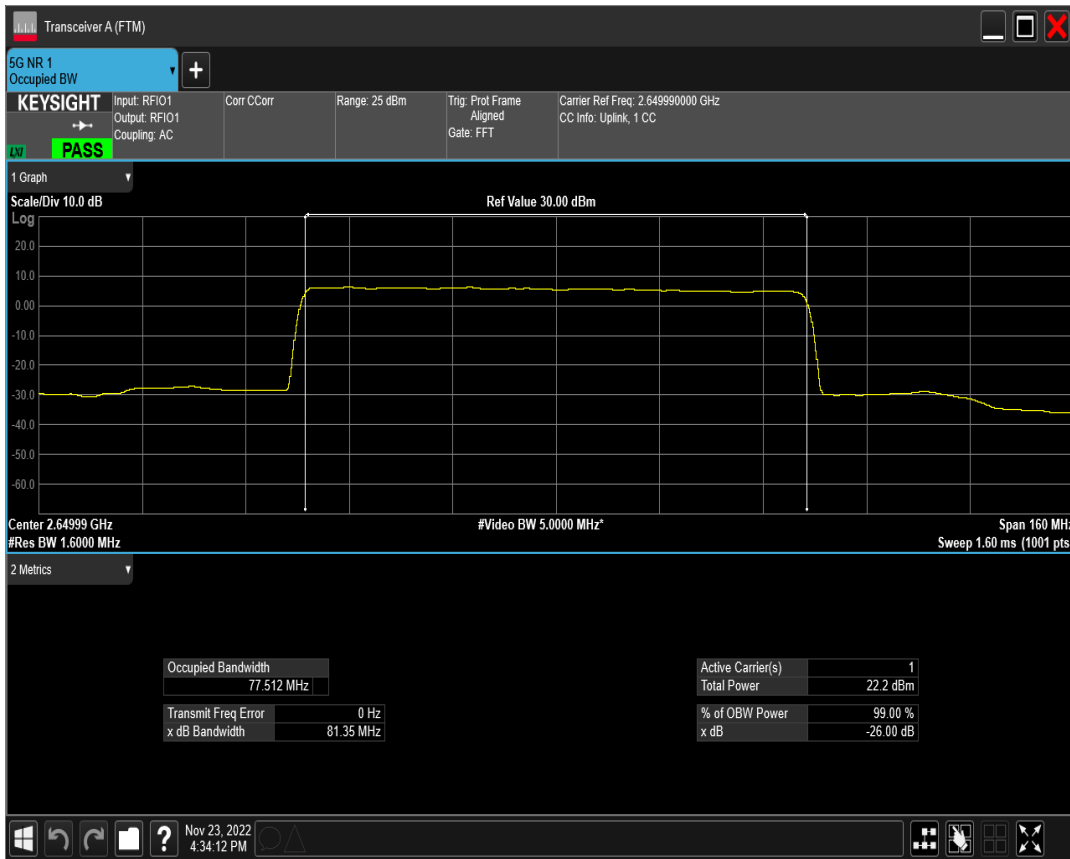 Transceiver A (FTM)
5G NR 1
Occupied BW
+
KEYSIGHT
LXI
PASS
Input: RFIO1
Output: RFIO1
Coupling: AC
Corr CCorr
Range: 25 dBm
Trig: Prot Frame
Aligned
Gate: FFT
Carrier Ref Freq: 2.649990000 GHz
CC Info: Uplink, 1 CC
1 Graph
Scale/Div 10.0 dB
Ref Value 30.00 dBm
Log
20.0
10.0
0.00
-10.0
-20.0
-30.0
-40.0
-50.0
-60.0
Center 2.64999 GHz
#Video BW 5.0000 MHz*
Span 160 MHz
#Res BW 1.6000 MHz
Sweep 1.60 ms (1001 pts
2 Metrics
Occupied Bandwidth
77.512 MHz
Transmit Freq Error 0 Hz
x dB Bandwidth 81.35 MHz
Active Carrier(s) 1
Total Power 22.2 dBm
% of OBW Power 99.00 %
x dB -26.00 dB
?
Nov 23, 2022
4:34:12 PM